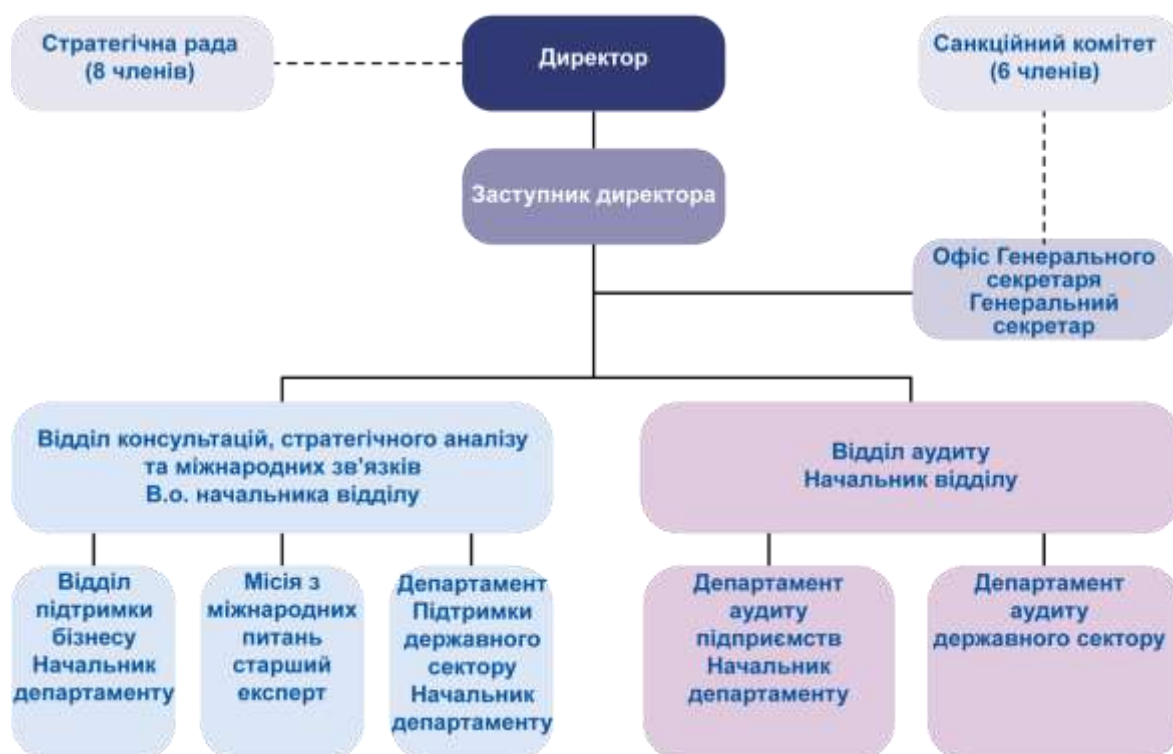 Стратегічна рада
(8 членів)
Директор
Санкційний комітет
(6 членів)
Заступник директора
Офіс Генерального
секретаря
Генеральний
секретар
Відділ консультацій, стратегічного аналізу
та міжнародних зв’язків
В.о. начальника відділу
Відділ аудиту
Начальник відділу
Відділ
підтримки
бізнесу
Начальник
департаменту
Місія з
міжнародних
питань
старший
експерт
Департамент
Підтримки
державного
сектору
Начальник
департаменту
Департамент
аудиту
підприємств
Начальник
департаменту
Департамент
аудиту
державного сектору